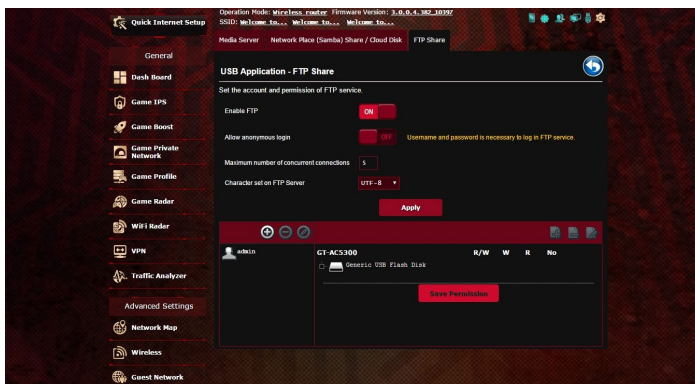 Quick Internet Setup
General
Dash Board
Game IPS
Game Boost
Game Private
Network
Game Profile
Game Radar
WiFi Radar
VPN
Traffic Analyzer
Advanced Settings
Network Map
Wireless
Guest Network
Operation Mode: Wireless router Firmware Version: 3.0.0.4.382_10397
SSID: Welcome to... Welcome to... Welcome to...
Media Server Network Place (Samba) Share / Cloud Disk FTP Share
USB Application - FTP Share
Set the account and permission of FTP service.
Enable FTP ON
Allow anonymous login OFF Username and password is necessary to log in FTP service.
Maximum number of concurrent connections 5
Character set on FTP Server UTF-8
Apply
admin GT-AC5300 R/W W R No
Generic USB Flash Disk
Save Permission